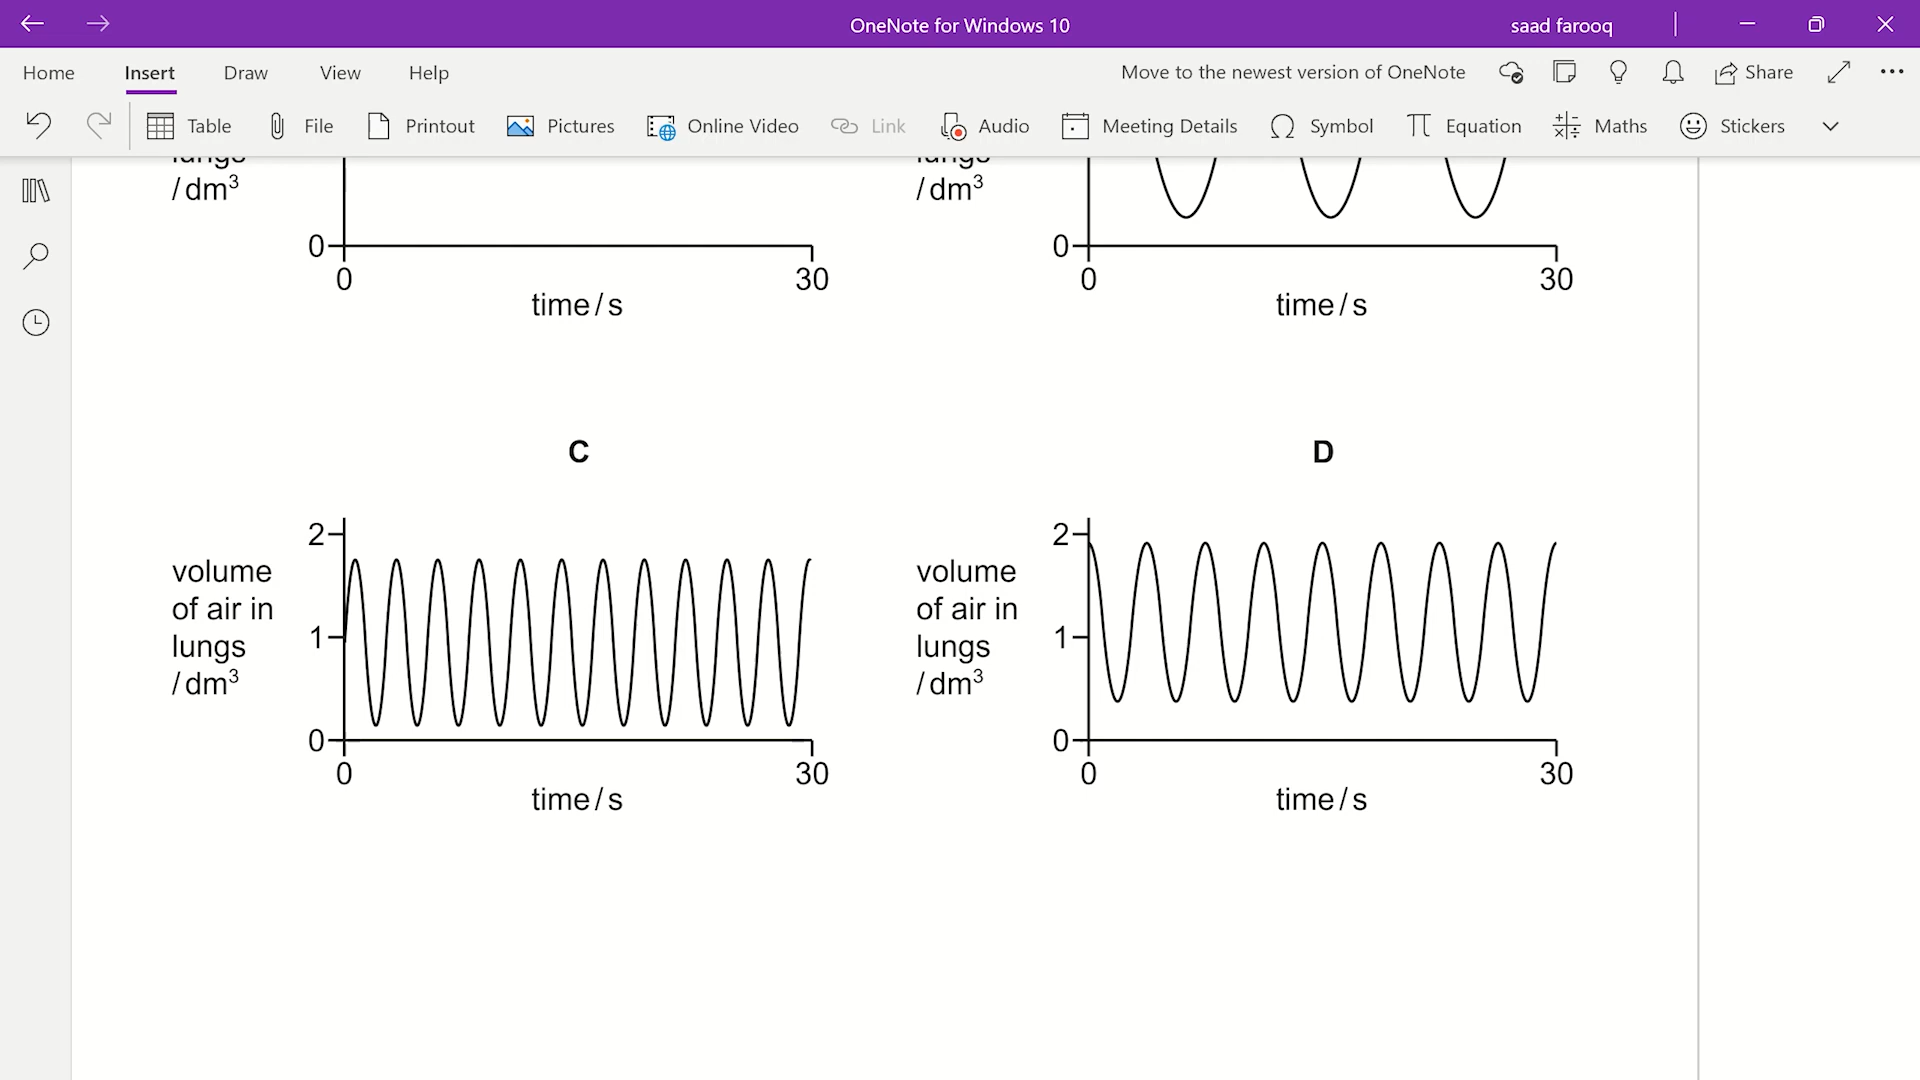 OneNote for Windows 10
saad farooq
Home Insert Draw View Help
Move to the newest version of OneNote
Share
Table File Printout Pictures Online Video Link Audio Meeting Details Symbol Equation Maths Stickers
lungs
/dm³
0
0
30
time/s
lungs
/dm³
0
0
30
time/s
C
2
volume
of air in
lungs
/dm³
1
0
0
30
time/s
D
2
volume
of air in
lungs
/dm³
1
0
0
30
time/s